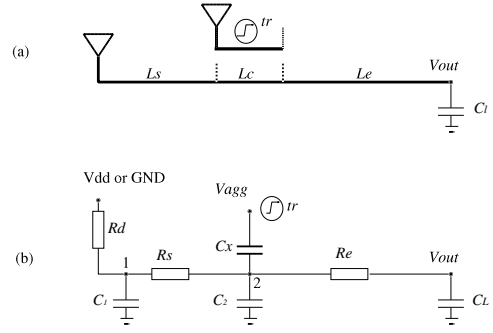 tr
(a)
Ls
Lc
Le
Vout
Cl
Vdd or GND
Vagg
tr
Rd
(b)
Cx
1
Rs
2
Re
Vout
C1
C2
CL